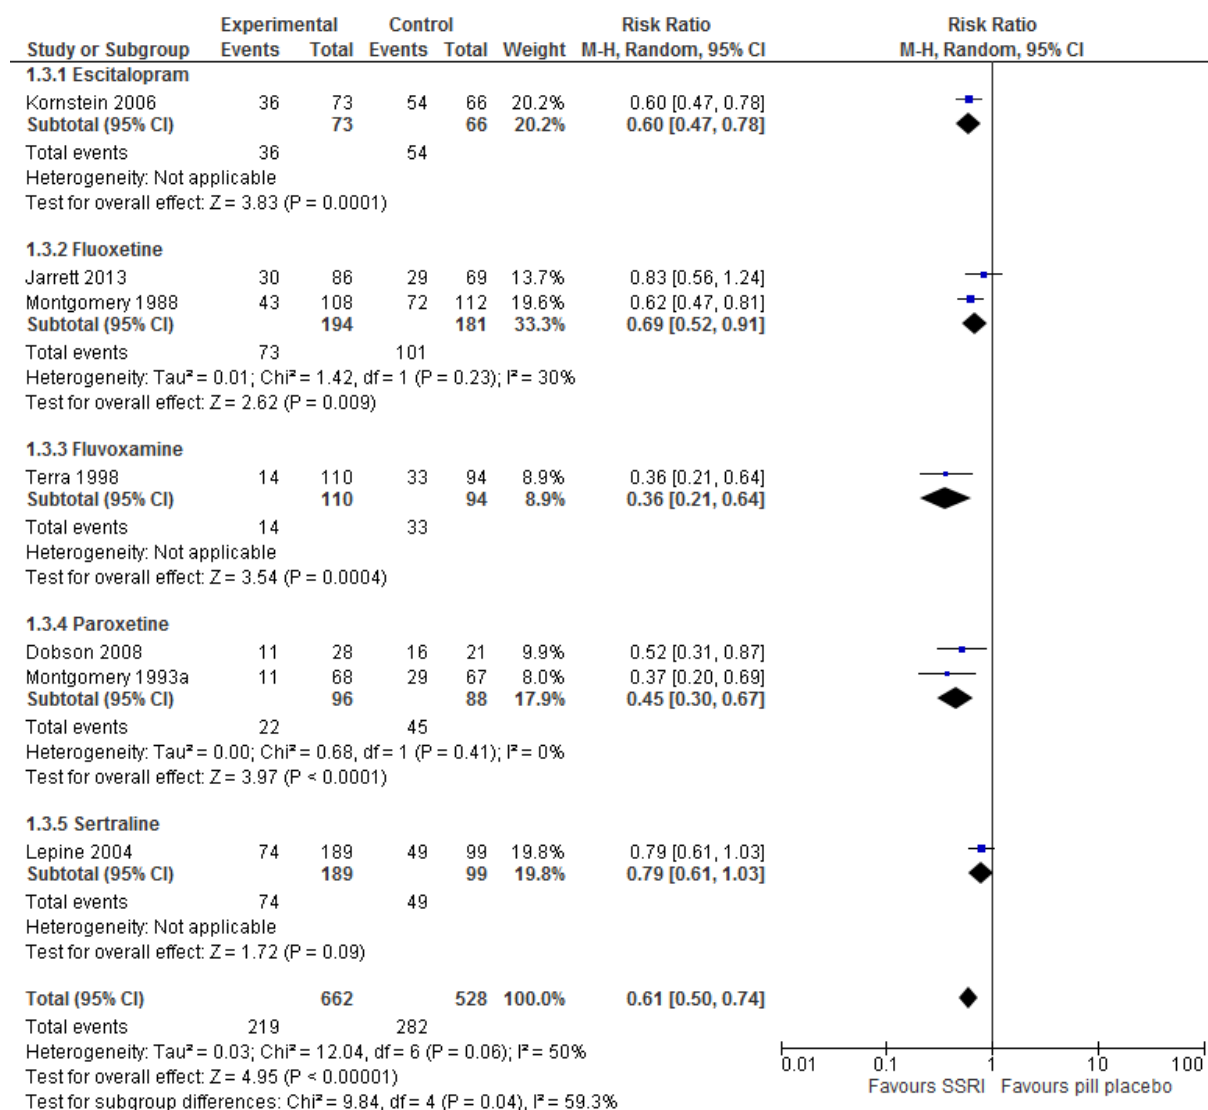 Experimental Control Risk Ratio Risk Ratio
Study or Subgroup Events Total Events Total Weight M-H, Random, 95% CI M-H, Random, 95% CI
1.3.1 Escitalopram
Kornstein 2006 36 73 54 66 20.2% 0.60 [0.47, 0.78]
Subtotal (95% CI) 73 66 20.2% 0.60 [0.47, 0.78]
Total events 36 54
Heterogeneity: Not applicable
Test for overall effect: Z = 3.83 (P = 0.0001)
1.3.2 Fluoxetine
Jarrett 2013 30 86 29 69 13.7% 0.83 [0.56, 1.24]
Montgomery 1988 43 108 72 112 19.6% 0.62 [0.47, 0.81]
Subtotal (95% CI) 194 181 33.3% 0.69 [0.52, 0.91]
Total events 73 101
Heterogeneity: Tau² = 0.01; Chi² = 1.42, df = 1 (P = 0.23); I² = 30%
Test for overall effect: Z = 2.62 (P = 0.009)
1.3.3 Fluvoxamine
Terra 1998 14 110 33 94 8.9% 0.36 [0.21, 0.64]
Subtotal (95% CI) 110 94 8.9% 0.36 [0.21, 0.64]
Total events 14 33
Heterogeneity: Not applicable
Test for overall effect: Z = 3.54 (P = 0.0004)
1.3.4 Paroxetine
Dobson 2008 11 28 16 21 9.9% 0.52 [0.31, 0.87]
Montgomery 1993a 11 68 29 67 8.0% 0.37 [0.20, 0.69]
Subtotal (95% CI) 96 88 17.9% 0.45 [0.30, 0.67]
Total events 22 45
Heterogeneity: Tau² = 0.00; Chi² = 0.68, df = 1 (P = 0.41); I² = 0%
Test for overall effect: Z = 3.97 (P < 0.0001)
1.3.5 Sertraline
Lepine 2004 74 189 49 99 19.8% 0.79 [0.61, 1.03]
Subtotal (95% CI) 189 99 19.8% 0.79 [0.61, 1.03]
Total events 74 49
Heterogeneity: Not applicable
Test for overall effect: Z = 1.72 (P = 0.09)
Total (95% CI) 662 528 100.0% 0.61 [0.50, 0.74]
Total events 219 282
Heterogeneity: Tau² = 0.03; Chi² = 12.04, df = 6 (P = 0.06); I² = 50%
Test for overall effect: Z = 4.95 (P < 0.00001)
Test for subgroup differences: Chi² = 9.84, df = 4 (P = 0.04), I² = 59.3%
0.01 0.1 1 10 100
Favours SSRI Favours pill placebo